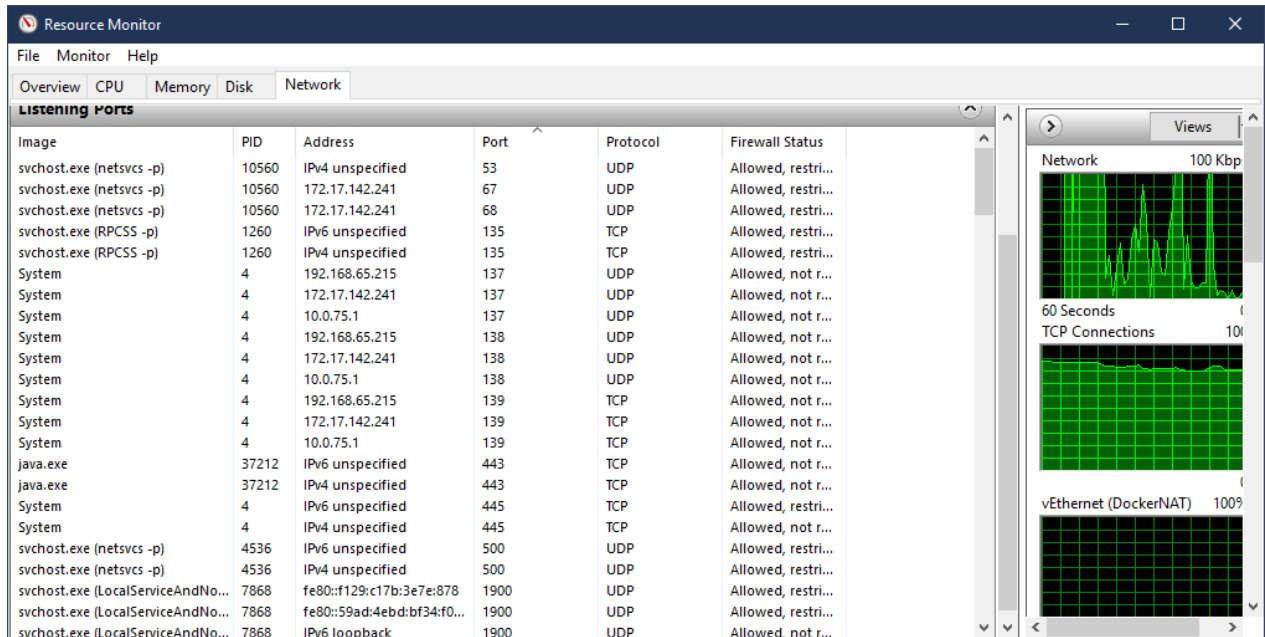 Resource Monitor
File Monitor Help
Overview CPU Memory Disk Network
Listening Ports
Image PID Address Port Protocol Firewall Status
svchost.exe (netsvcs -p) 10560 IPv4 unspecified 53 UDP Allowed, restri...
svchost.exe (netsvcs -p) 10560 172.17.142.241 67 UDP Allowed, restri...
svchost.exe (netsvcs -p) 10560 172.17.142.241 68 UDP Allowed, restri...
svchost.exe (RPCSS -p) 1260 IPv6 unspecified 135 TCP Allowed, restri...
svchost.exe (RPCSS -p) 1260 IPv4 unspecified 135 TCP Allowed, restri...
System 4 192.168.65.215 137 UDP Allowed, not r...
System 4 172.17.142.241 137 UDP Allowed, not r...
System 4 10.0.75.1 137 UDP Allowed, not r...
System 4 192.168.65.215 138 UDP Allowed, not r...
System 4 172.17.142.241 138 UDP Allowed, not r...
System 4 10.0.75.1 138 UDP Allowed, not r...
System 4 192.168.65.215 139 TCP Allowed, not r...
System 4 172.17.142.241 139 TCP Allowed, not r...
System 4 10.0.75.1 139 TCP Allowed, not r...
java.exe 37212 IPv6 unspecified 443 TCP Allowed, not r...
java.exe 37212 IPv4 unspecified 443 TCP Allowed, not r...
System 4 IPv6 unspecified 445 TCP Allowed, restri...
System 4 IPv4 unspecified 445 TCP Allowed, not r...
svchost.exe (netsvcs -p) 4536 IPv6 unspecified 500 UDP Allowed, restri...
svchost.exe (netsvcs -p) 4536 IPv4 unspecified 500 UDP Allowed, restri...
svchost.exe (LocalServiceAndNo... 7868 fe80::f129:c17b:3e7e:878 1900 UDP Allowed, restri...
svchost.exe (LocalServiceAndNo... 7868 fe80::59ad:4ebd:bf34:f0... 1900 UDP Allowed, restri...
svchost.exe (LocalServiceAndNo... 7868 IPv6 loopback 1900 UDP Allowed, not r...
Views
Network 100 Kbp
60 Seconds
TCP Connections 100
vEthernet (DockerNAT) 100%